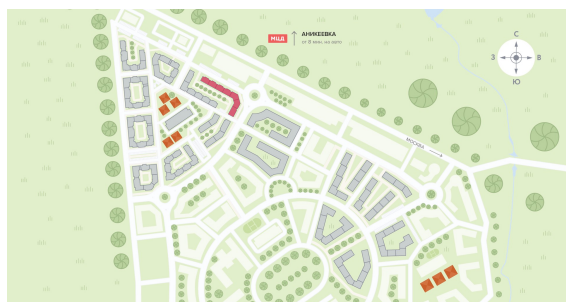 МЦД АНИКЕЕВКА
от 8 мин. на авто
С
З В
Ю
МОСКВА